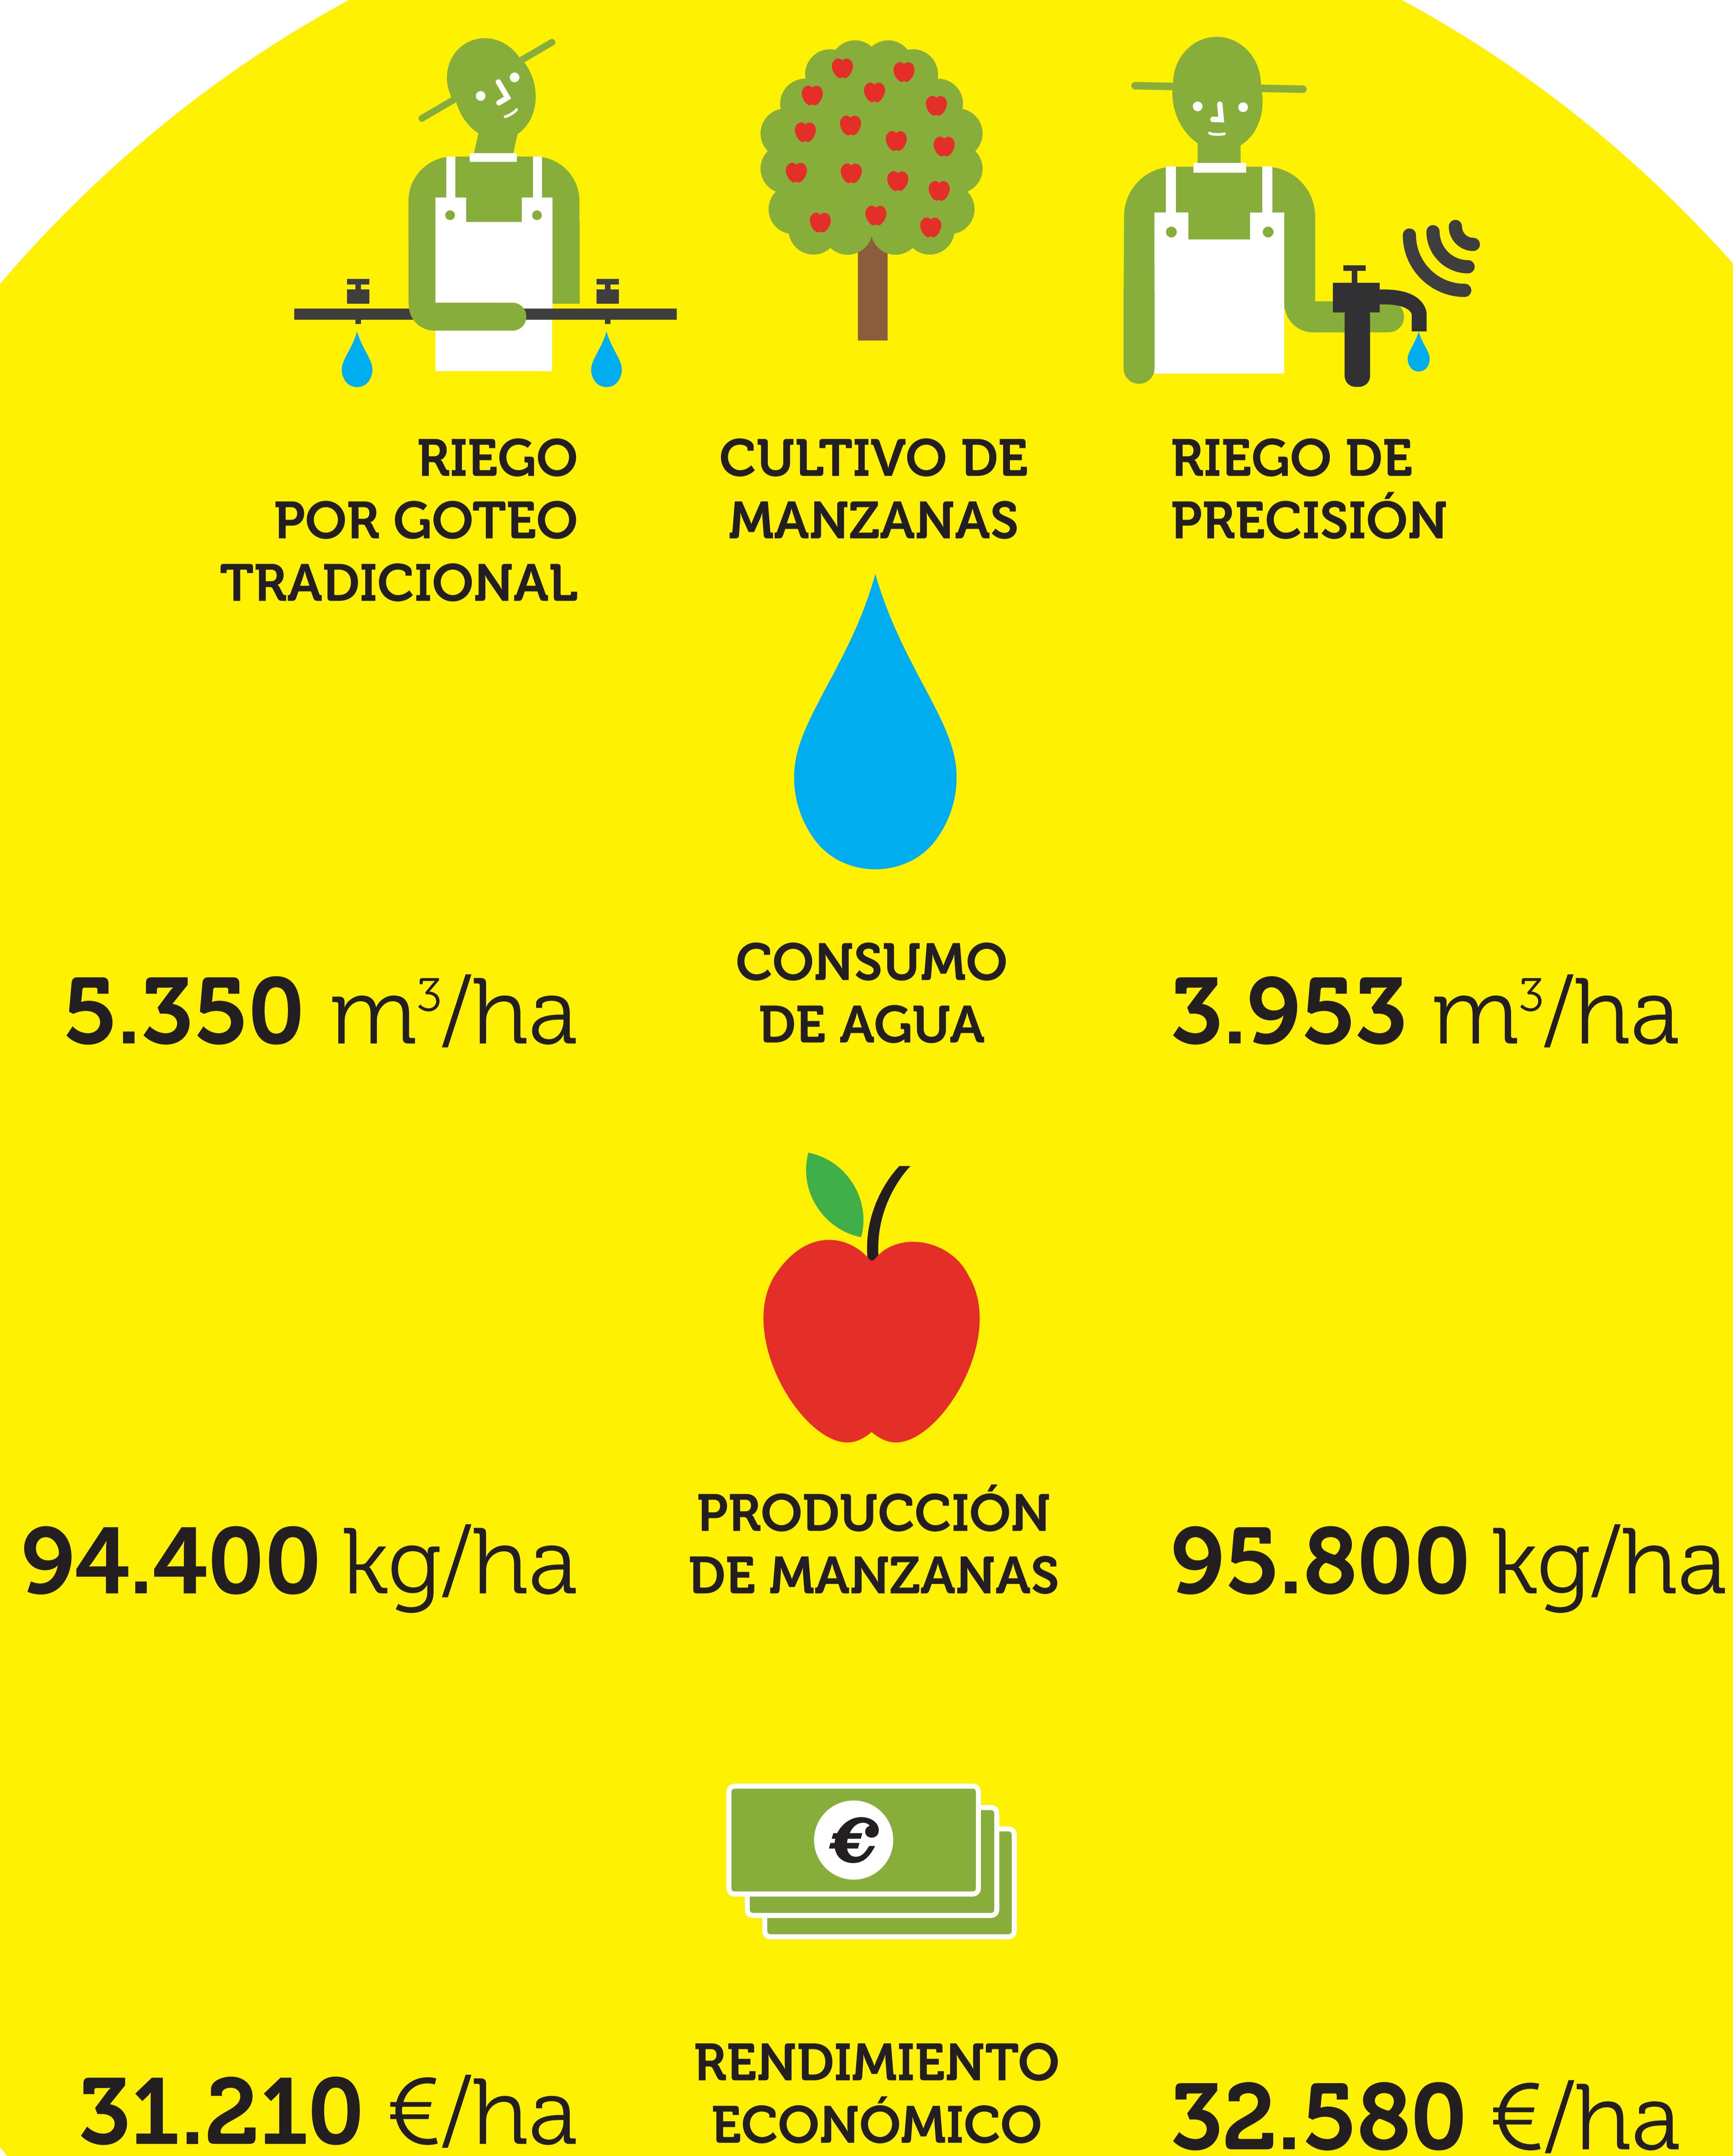 RIEGO
POR GOTEO
TRADICIONAL
CULTIVO DE
MANZANAS
RIEGO DE
PRECISIÓN
5.350 m³/ha
CONSUMO
DE AGUA
3.953 m³/ha
94.400 kg/ha
PRODUCCIÓN
DE MANZANAS
95.800 kg/ha
€
31.210 €/ha
RENDIMIENTO
ECONÓMICO
32.580 €/ha